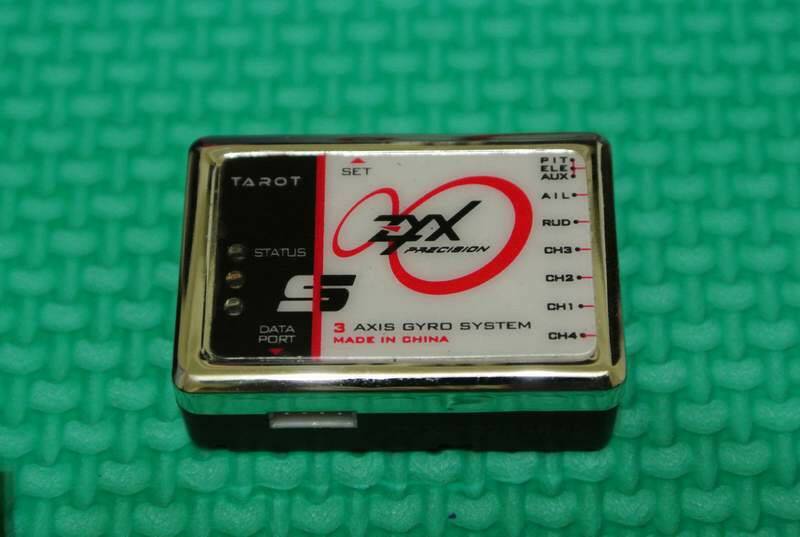 TAROT
SET
STATUS
S
DATA
PORT
ZYX
PRECISION
3 AXIS GYRO SYSTEM
MADE IN CHINA
PIT
ELE
AUX
AIL
RUD
CH3
CH2
CH1
CH4